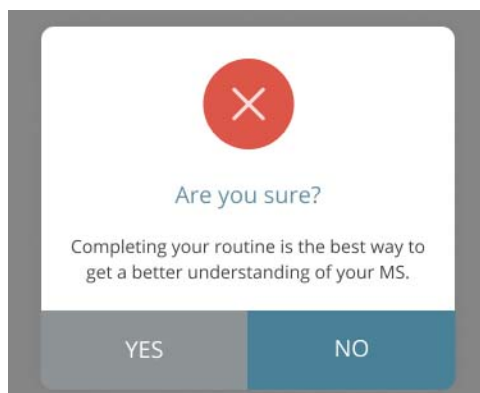 Are you sure?
Completing your routine is the best way to
get a better understanding of your MS.
YES NO